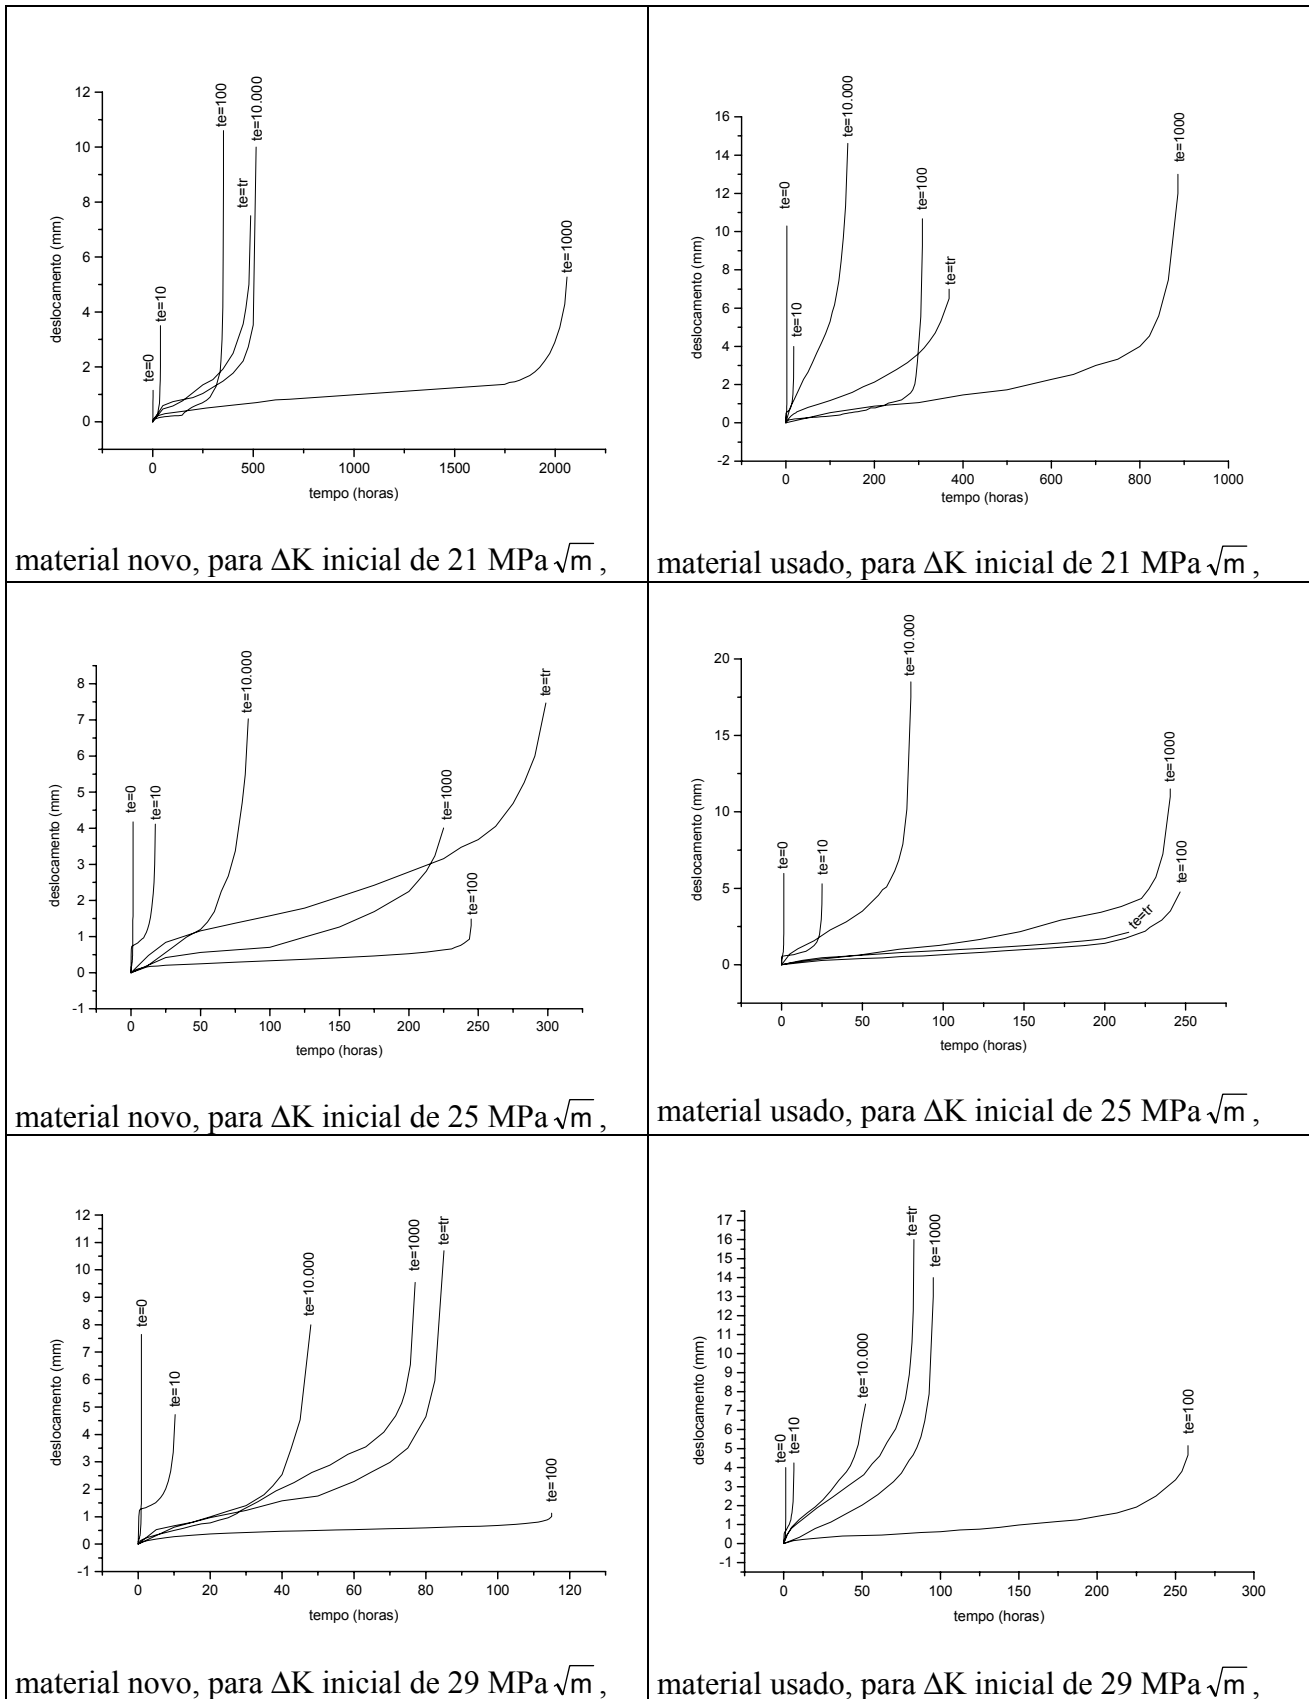 te=100
te=10.000
te=tr
te=10
te=0
te=1000
12
10
8
6
4
2
0
deslocamento (mm)
0
500
1000
1500
2000
tempo (horas)
material novo, para ΔK inicial de 21 MPa √m ,
te=10.000
te=1000
te=0
te=100
te=tr
te=10
16
14
12
10
8
6
4
2
0
-2
deslocamento (mm)
0
200
400
600
800
1000
tempo (horas)
material usado, para ΔK inicial de 21 MPa √m ,
te=10.000
te=tr
te=0
te=10
te=1000
te=100
8
7
6
5
4
3
2
1
0
-1
deslocamento (mm)
0
50
100
150
200
250
300
tempo (horas)
material novo, para ΔK inicial de 25 MPa √m ,
te=10.000
te=1000
te=0
te=10
te=100
te=tr
20
15
10
5
0
deslocamento (mm)
0
50
100
150
200
250
tempo (horas)
material usado, para ΔK inicial de 25 MPa √m ,
te=tr
te=1000
te=10.000
te=0
te=10
te=100
12
11
10
9
8
7
6
5
4
3
2
1
0
-1
deslocamento (mm)
0
20
40
60
80
100
120
tempo (horas)
material novo, para ΔK inicial de 29 MPa √m ,
te=tr
te=1000
te=10.000
te=100
te=0
te=10
17
16
15
14
13
12
11
10
9
8
7
6
5
4
3
2
1
0
-1
deslocamento (mm)
0
50
100
150
200
250
300
tempo (horas)
material usado, para ΔK inicial de 29 MPa √m ,